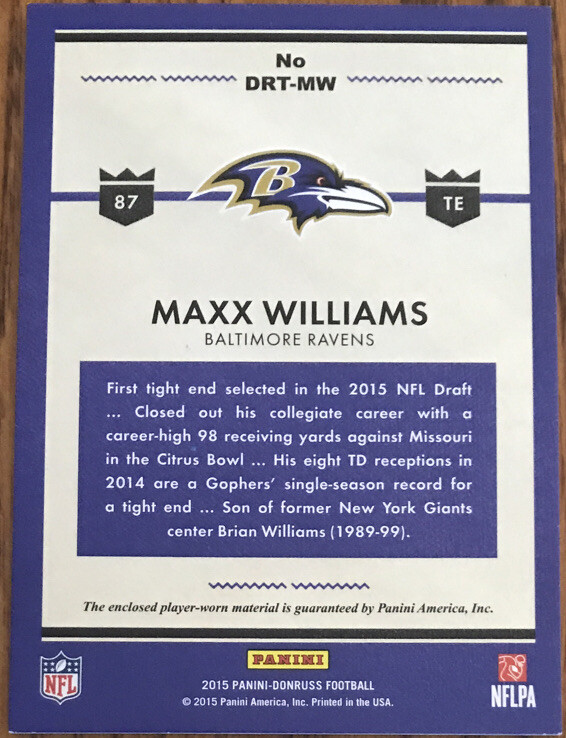 No
DRT-MW
87
B
TE
MAXX WILLIAMS
BALTIMORE RAVENS
First tight end selected in the 2015 NFL Draft
... Closed out his collegiate career with a
career-high 98 receiving yards against Missouri
in the Citrus Bowl ... His eight TD receptions in
2014 are a Gophers' single-season record for
a tight end ... Son of former New York Giants
center Brian Williams (1989-99).
The enclosed player-worn material is guaranteed by Panini America, Inc.
PANINI
NFL
2015 PANINI-DONRUSS FOOTBALL
© 2015 Panini America, Inc. Printed in the USA.
NFLPA